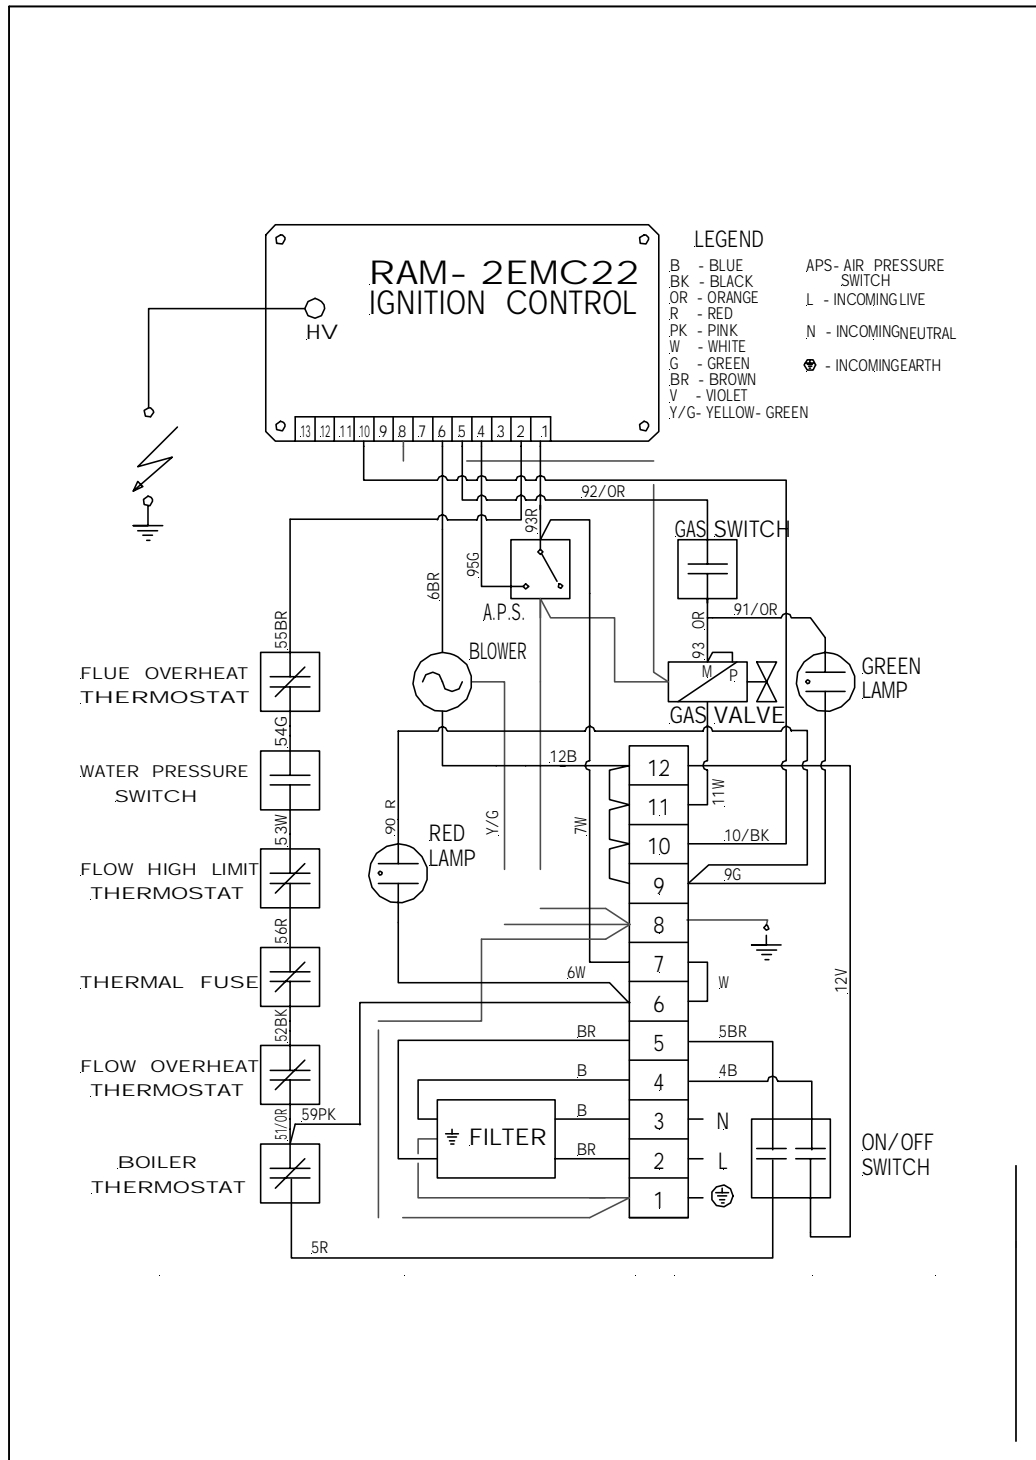 RAM- 2EMC22
IGNITION CONTROL
HV
.13 .12 .11 .10 .9 .8 .7 .6 .5 .4 .3 .2 .1
LEGEND
B - BLUE
BK - BLACK
OR - ORANGE
R - RED
PK - PINK
W - WHITE
G - GREEN
BR - BROWN
V - VIOLET
Y/G- YELLOW- GREEN
APS- AIR PRESSURE
SWITCH
L - INCOMING LIVE
N - INCOMING NEUTRAL
- INCOMING EARTH
.92/OR
.93R
GAS SWITCH
.95G
.6BR
A.P.S.
.91/OR
.93 OR
.55BR
BLOWER
FLUE OVERHEAT
THERMOSTAT
M P
GREEN
LAMP
GAS VALVE
.54G
.12B
12
WATER PRESSURE
SWITCH
.11W
11
.53W
.90 R
Y/G
.7W
RED
LAMP
10
.10/BK
FLOW HIGH LIMIT
THERMOSTAT
9
.9G
.56R
8
7
W
.12V
THERMAL FUSE
.6W
6
.52BK
BR
5
.5BR
FLOW OVERHEAT
THERMOSTAT
B
4
.4B
.51/OR
.59PK
FILTER
B
3
N
BR
2
L
ON/OFF
SWITCH
BOILER
THERMOSTAT
1
.5R